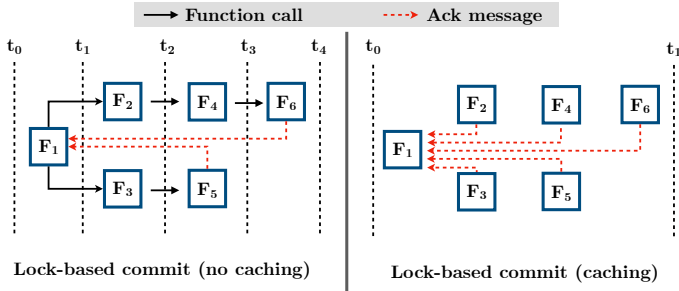 Function call Ack message
t0 t1 t2 t3 t4 t0 t1
F2 F4 F6 F2 F4 F6
F1 F1
F3 F5 F3 F5
Lock-based commit (no caching) Lock-based commit (caching)